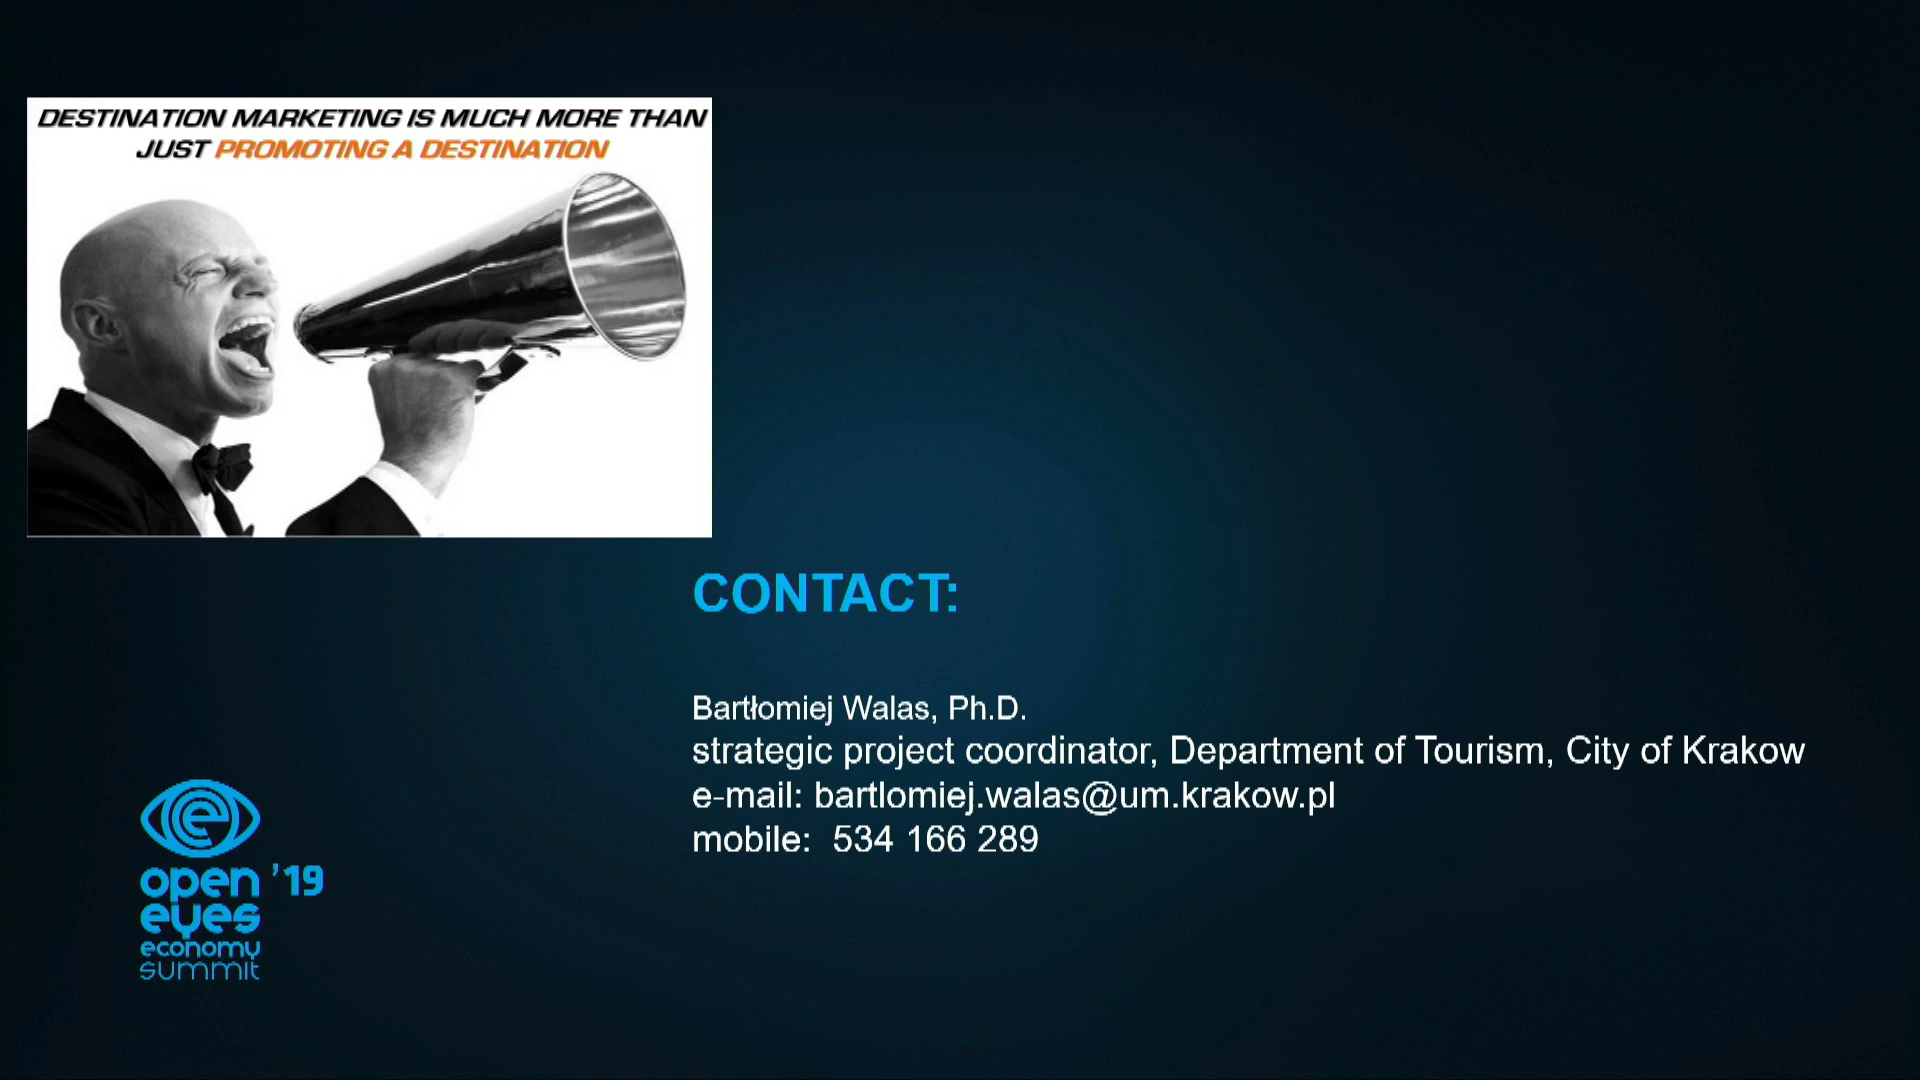 DESTINATION MARKETING IS MUCH MORE THAN
JUST PROMOTING A DESTINATION
CONTACT:
Bartłomiej Walas, Ph.D.
strategic project coordinator, Department of Tourism, City of Krakow
e-mail: bartlomiej.walas@um.krakow.pl
mobile: 534 166 289
open '19
eyes
economy
summit